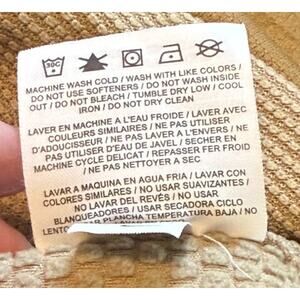 30C
MACHINE WASH COLD / WASH WITH LIKE COLORS /
DO NOT USE SOFTENERS / DO NOT WASH INSIDE
OUT / DO NOT BLEACH / TUMBLE DRY LOW / COOL
IRON / DO NOT DRY CLEAN
LAVER EN MACHINE A L'EAU FROIDE / LAVER AVEC
COULEURS SIMILAIRES / NE PAS UTILISER
D'ADOUCISSEUR / NE PAS LAVER A L'ENVERS / NE
PAS UTILISER D'EAU DE JAVEL / SECHER EN
MACHINE CYCLE DELICAT / REPASSER FER FROID /
NE PAS NETTOYER A SEC
LAVAR A MAQUINA EN AGUA FRIA / LAVAR CON
COLORES SIMILARES / NO USAR SUAVIZANTES /
NO LAVAR DEL REVÉS / NO USAR
BLANQUEADORES / USAR SECADORA CICLO
PLANCHA TEMPERATURA BAJA / NO